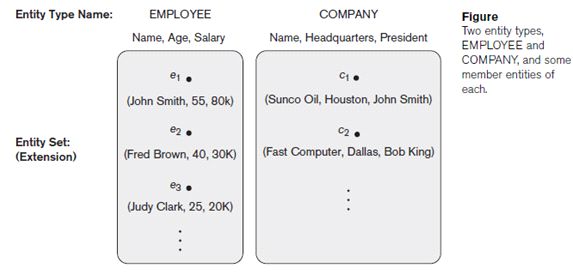 Entity Type Name: EMPLOYEE COMPANY
Name, Age, Salary Name, Headquarters, President
e1 • c1 •
(John Smith, 55, 80k) (Sunco Oil, Houston, John Smith)
Entity Set:
(Extension)
e2 • c2 •
(Fred Brown, 40, 30K) (Fast Computer, Dallas, Bob King)
e3 •
(Judy Clark, 25, 20K)
Figure
Two entity types,
EMPLOYEE and
COMPANY, and some
member entities of
each.